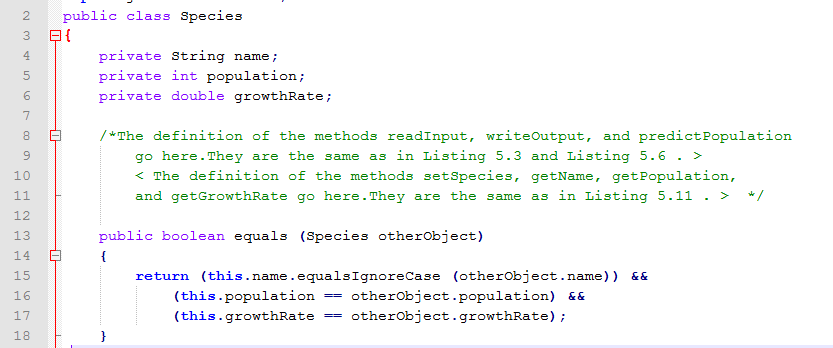 2 public class Species
3 {
4 private String name;
5 private int population;
6 private double growthRate;
7
8 /*The definition of the methods readInput, writeOutput, and predictPopulation
9 go here.They are the same as in Listing 5.3 and Listing 5.6 . >
10 < The definition of the methods setSpecies, getName, getPopulation,
11 and getGrowthRate go here.They are the same as in Listing 5.11 . > */
12
13 public boolean equals (Species otherObject)
14 {
15 return (this.name.equalsIgnoreCase (otherObject.name)) &&
16 (this.population == otherObject.population) &&
17 (this.growthRate == otherObject.growthRate);
18 }